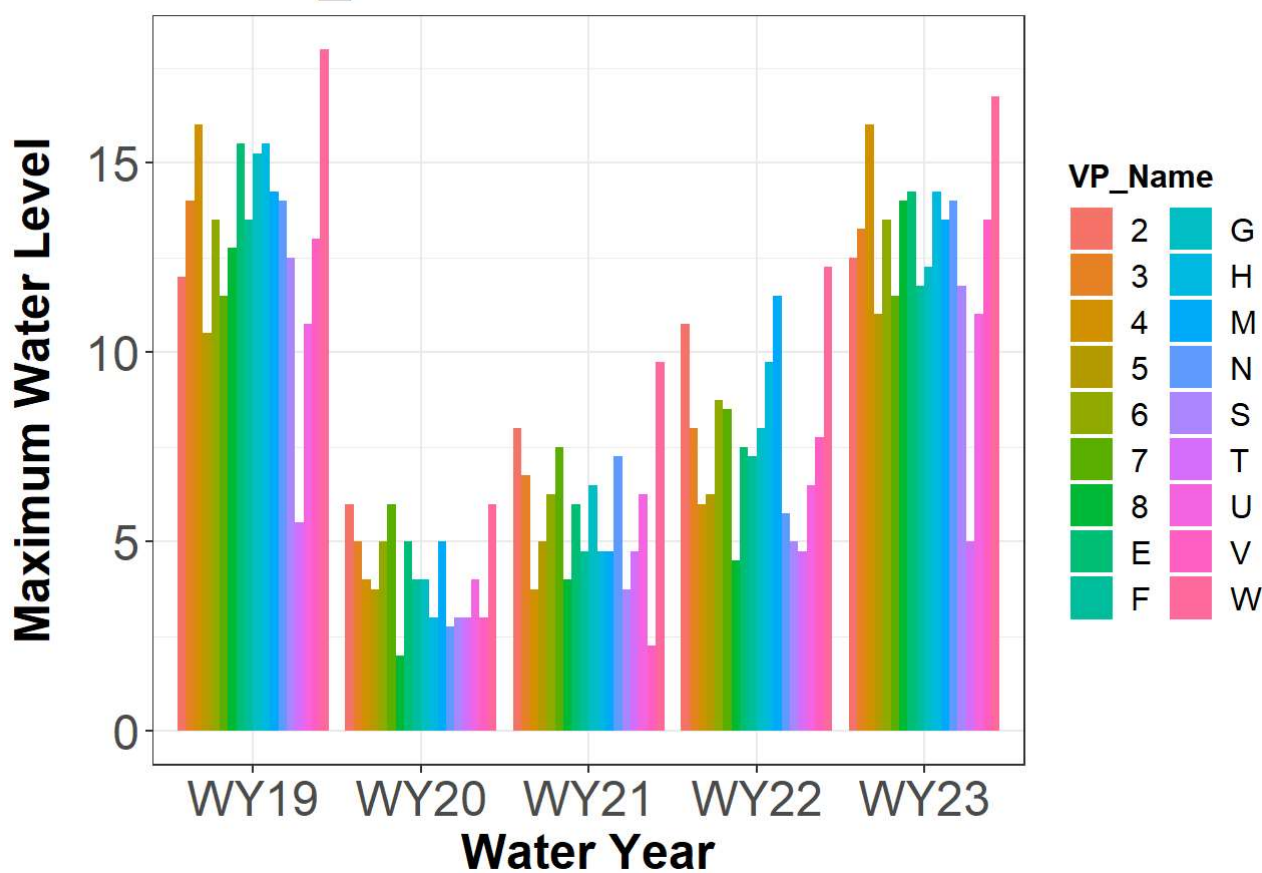 Maximum Water Level
15
10
5
0
WY19 WY20 WY21 WY22 WY23
Water Year
VP_Name
2 G
3 H
4 M
5 N
6 S
7 T
8 U
E V
F W